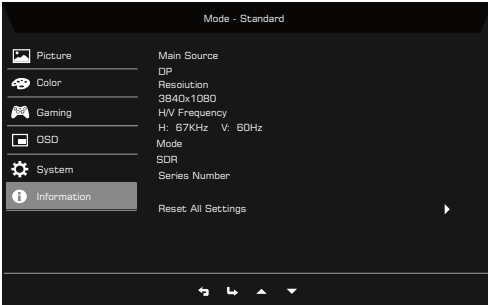 Mode - Standard
Picture
Color
Gaming
OSD
System
Information
Main Source
DP
Resoiution
3840x1080
H/V Frequency
H: 67KHz V: 60Hz
Mode
SDR
Series Number
Reset All Settings